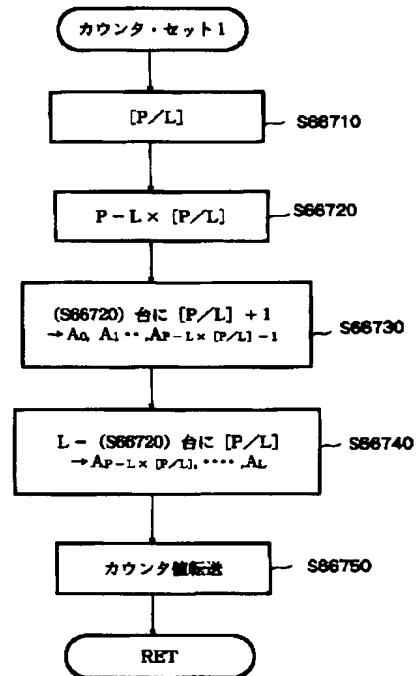 カウンタ・セット1
[P/L]
S66710
P-L×[P/L]
S66720
(S66720) 台に [P/L] +1
→A0, A1‥,AP-L×[P/L]-1
S66730
L-(S66720) 台に [P/L]
→AP-L×[P/L],‥‥,AL
S66740
カウンタ値転送
S66750
RET